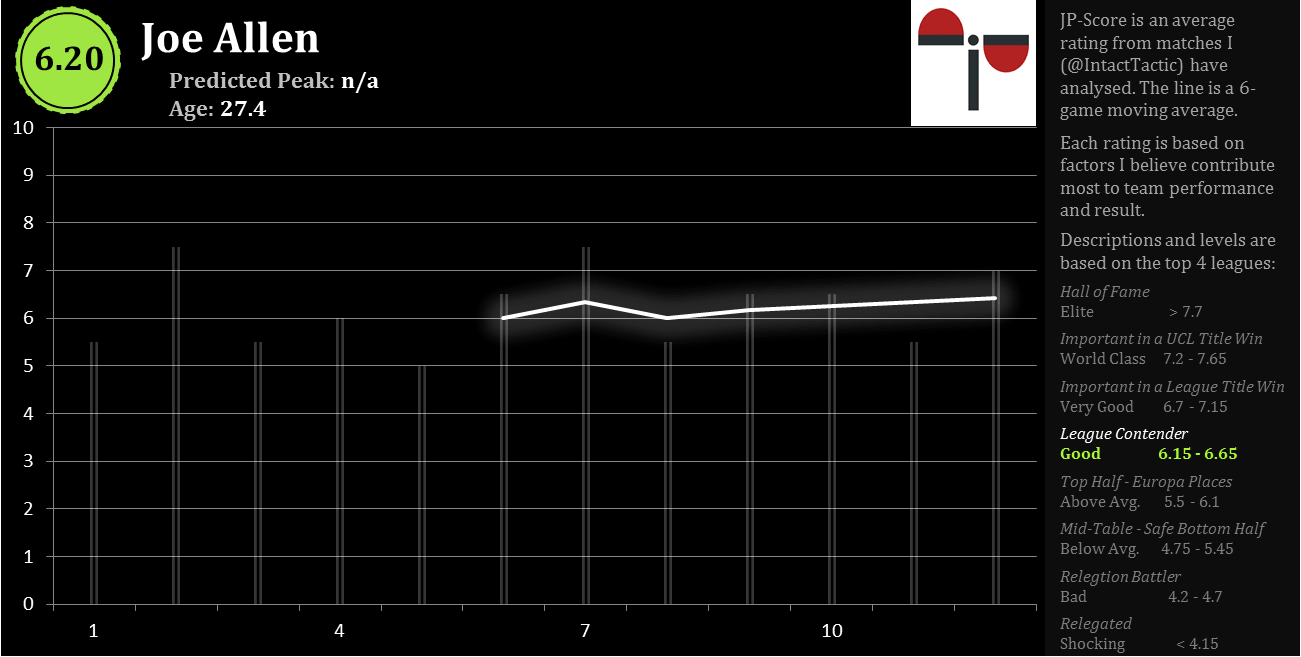 6.20
Joe Allen
Predicted Peak: n/a
Age: 27.4
10
9
8
7
6
5
4
3
2
1
0
1 4 7 10
JP-Score is an average
rating from matches I
(@IntactTactic) have
analysed. The line is a 6-
game moving average.
Each rating is based on
factors I believe contribute
most to team performance
and result.
Descriptions and levels are
based on the top 4 leagues:
Hall of Fame
Elite > 7.7
Important in a UCL Title Win
World Class 7.2 - 7.65
Important in a League Title Win
Very Good 6.7 - 7.15
League Contender
Good 6.15 - 6.65
Top Half - Europa Places
Above Avg. 5.5 - 6.1
Mid-Table - Safe Bottom Half
Below Avg. 4.75 - 5.45
Relegtion Battler
Bad 4.2 - 4.7
Relegated
Shocking < 4.15